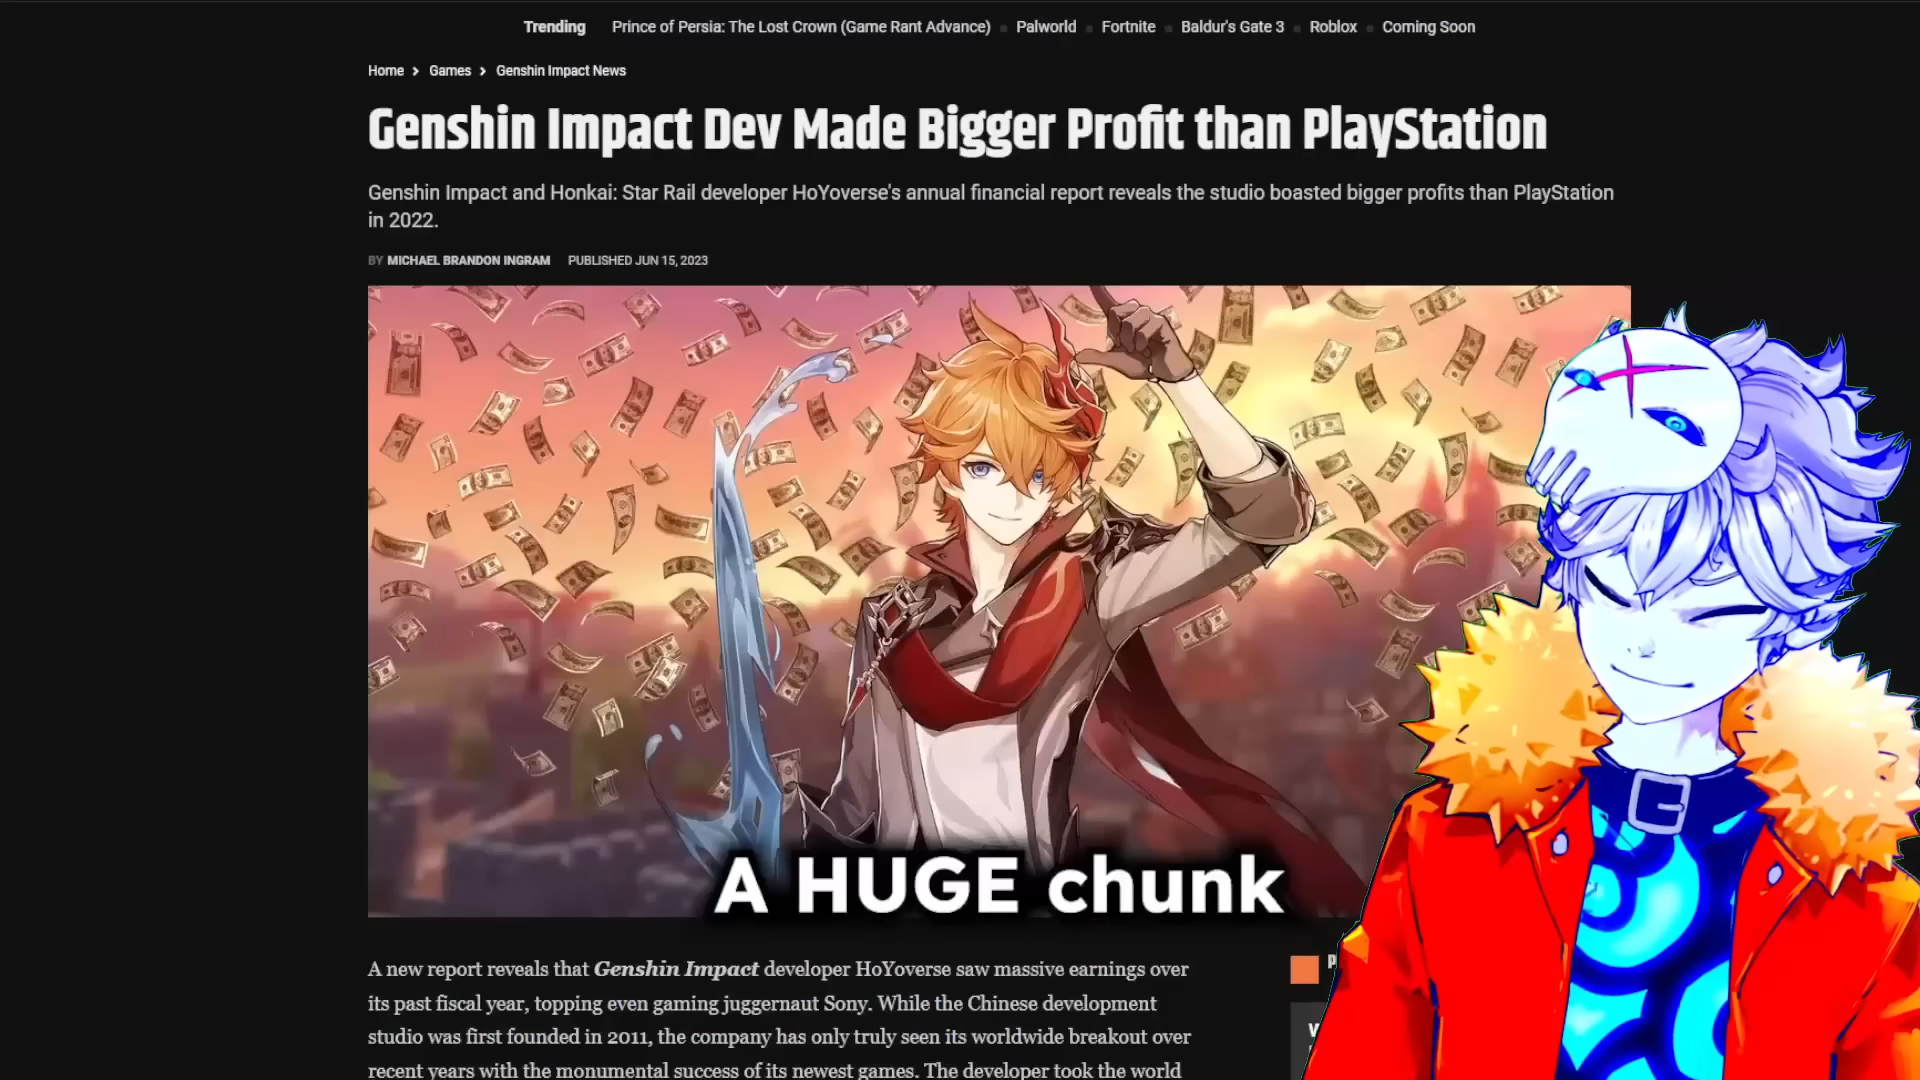 Trending Prince of Persia: The Lost Crown (Game Rant Advance) Palworld Fortnite Baldur's Gate 3 Roblox Coming Soon
Home > Games > Genshin Impact News
Genshin Impact Dev Made Bigger Profit than PlayStation
Genshin Impact and Honkai: Star Rail developer HoYoverse's annual financial report reveals the studio boasted bigger profits than PlayStation
in 2022.
BY MICHAEL BRANDON INGRAM PUBLISHED JUN 15, 2023
A HUGE chunk
A new report reveals that Genshin Impact developer HoYoverse saw massive earnings over
its past fiscal year, topping even gaming juggernaut Sony. While the Chinese development
studio was first founded in 2011, the company has only truly seen its worldwide breakout over
recent years with the monumental success of its newest games. The developer took the world